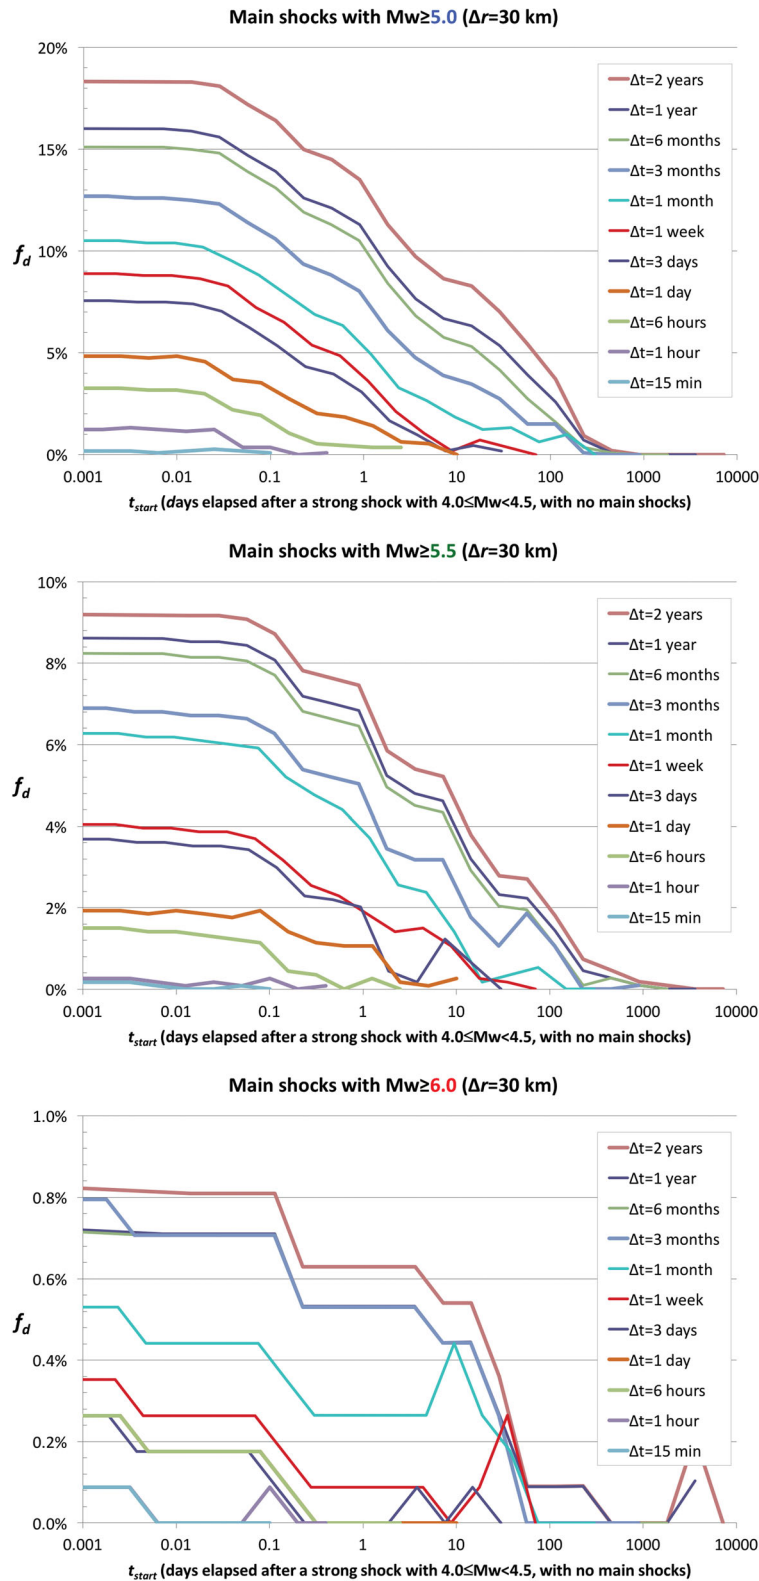 Main shocks with Mw≥5.0 (Δr=30 km)
20%
15%
10%
5%
0%
f_d
Δt=2 years
Δt=1 year
Δt=6 months
Δt=3 months
Δt=1 month
Δt=1 week
Δt=3 days
Δt=1 day
Δt=6 hours
Δt=1 hour
Δt=15 min
0.001 0.01 0.1 1 10 100 1000 10000
t_start (days elapsed after a strong shock with 4.0≤Mw<4.5, with no main shocks)
Main shocks with Mw≥5.5 (Δr=30 km)
10%
8%
6%
4%
2%
0%
f_d
Δt=2 years
Δt=1 year
Δt=6 months
Δt=3 months
Δt=1 month
Δt=1 week
Δt=3 days
Δt=1 day
Δt=6 hours
Δt=1 hour
Δt=15 min
0.001 0.01 0.1 1 10 100 1000 10000
t_start (days elapsed after a strong shock with 4.0≤Mw<4.5, with no main shocks)
Main shocks with Mw≥6.0 (Δr=30 km)
1.0%
0.8%
0.6%
0.4%
0.2%
0.0%
f_d
Δt=2 years
Δt=1 year
Δt=6 months
Δt=3 months
Δt=1 month
Δt=1 week
Δt=3 days
Δt=1 day
Δt=6 hours
Δt=1 hour
Δt=15 min
0.001 0.01 0.1 1 10 100 1000 10000
t_start (days elapsed after a strong shock with 4.0≤Mw<4.5, with no main shocks)